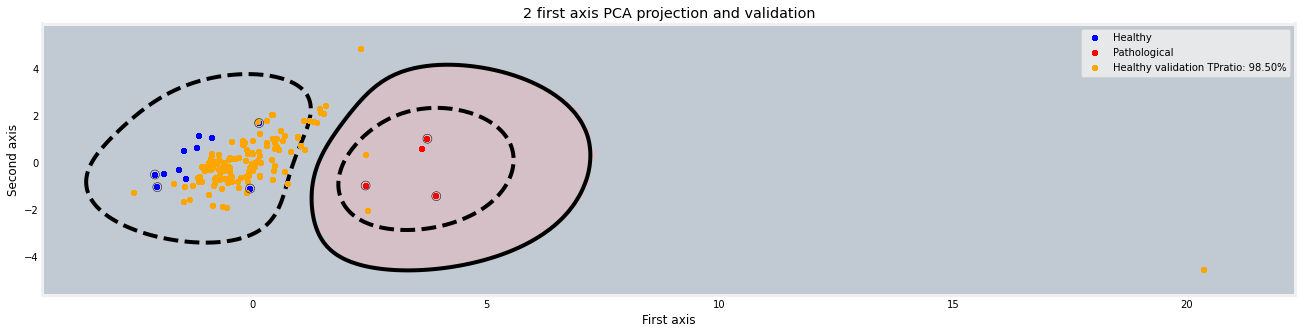 2 first axis PCA projection and validation
Healthy
Pathological
Healthy validation TPratio: 98.50%
Second axis
4
2
0
−2
−4
0
5
10
15
20
First axis